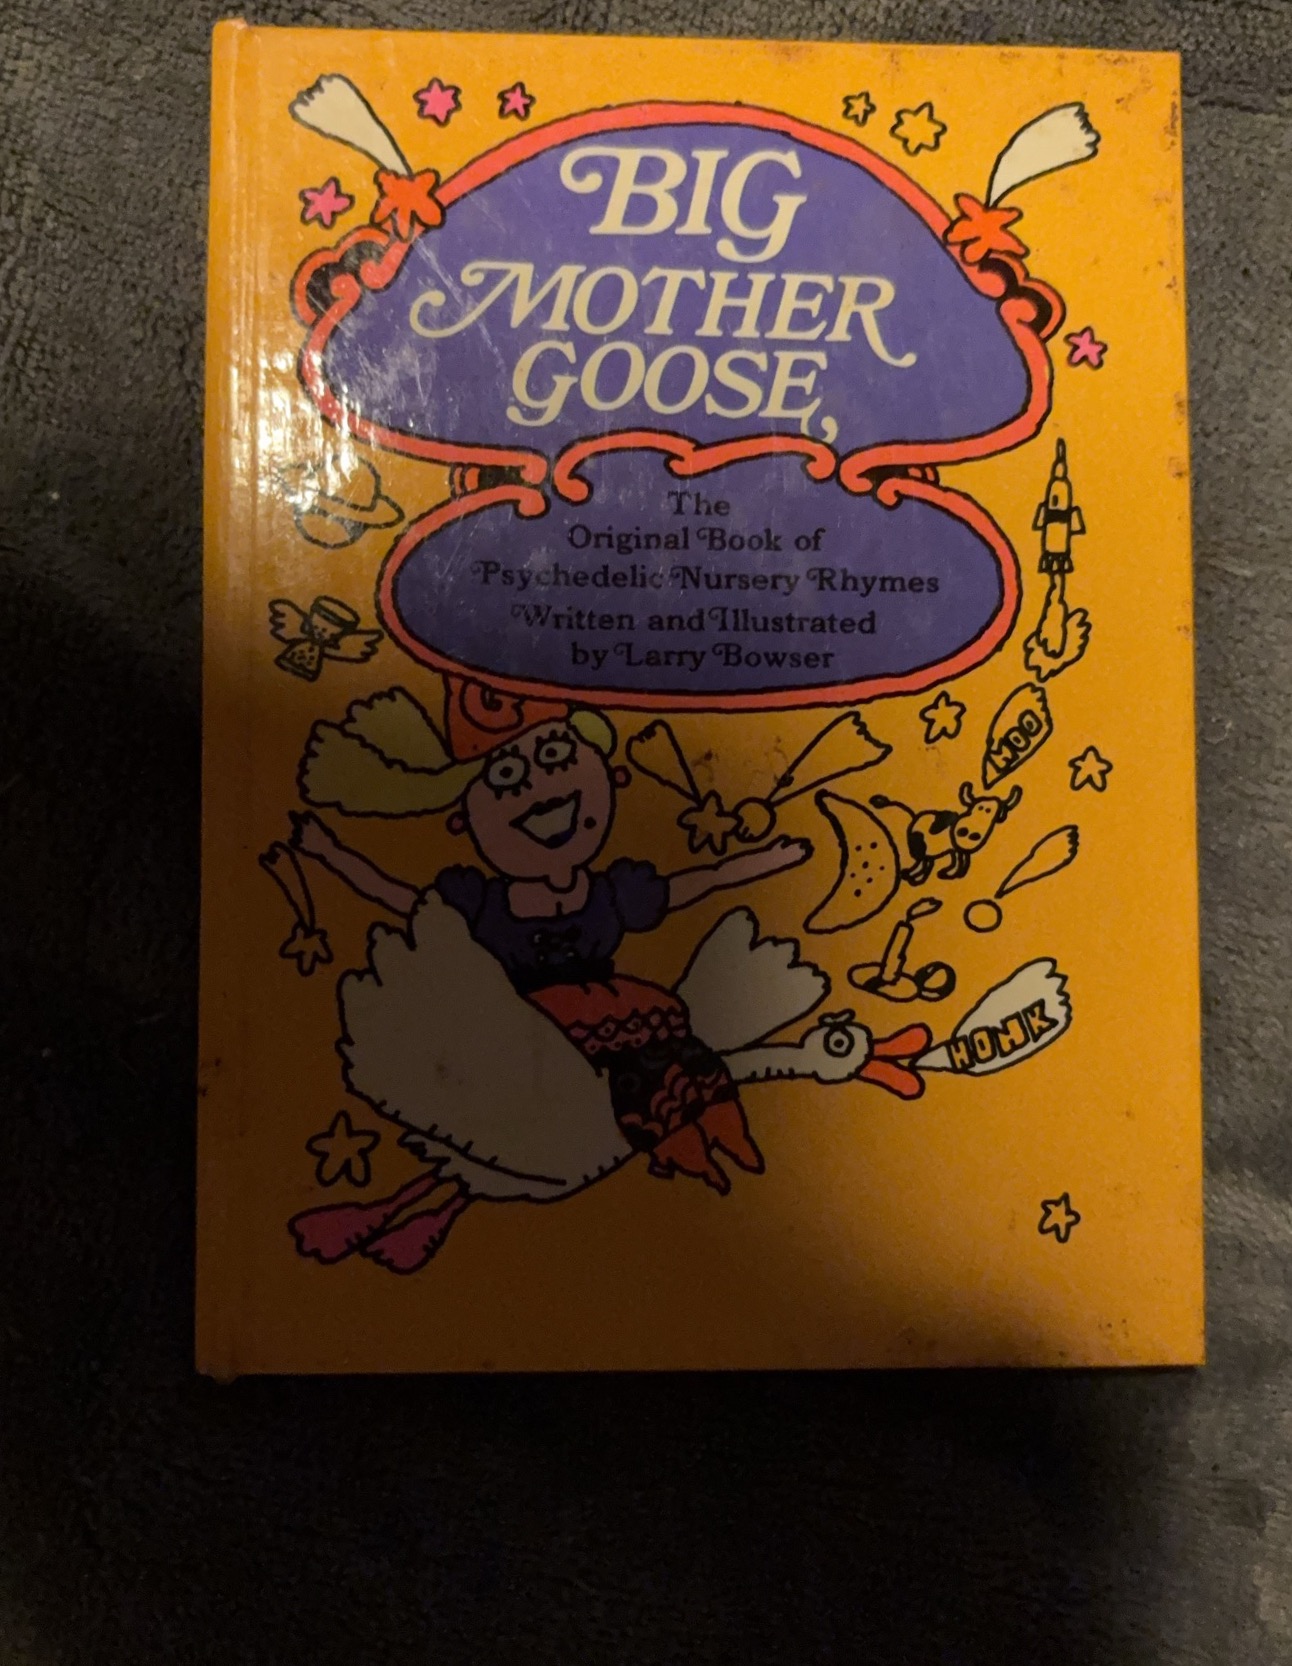 BIG
MOTHER
GOOSE,
The
Original Book of
Psychedelic Nursery Rhymes
Written and Illustrated
by Larry Bowser
MOO
HONK